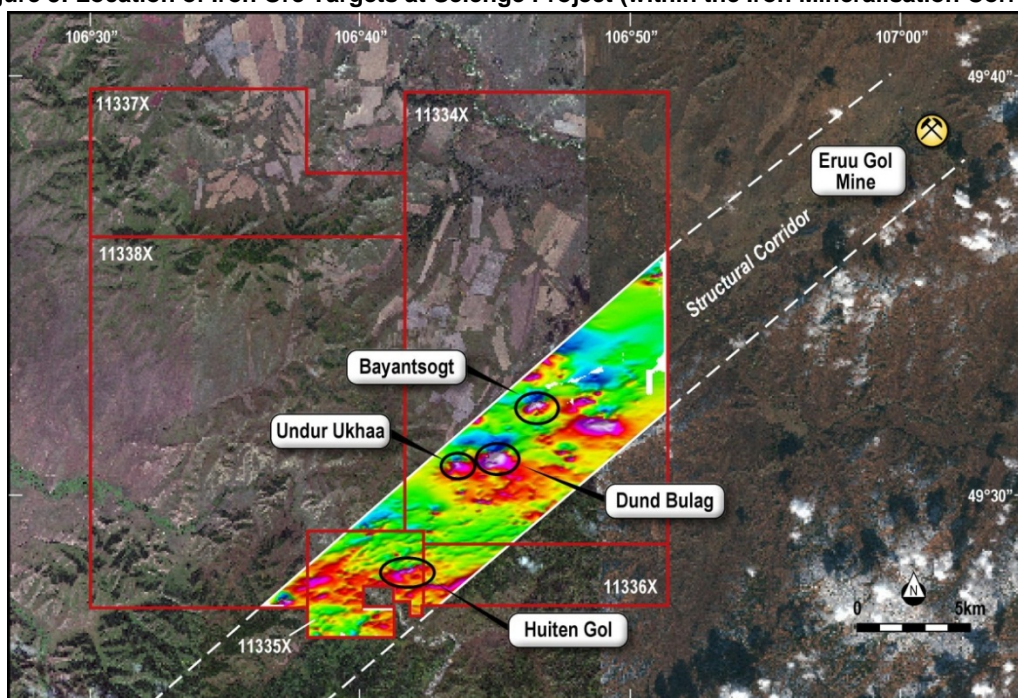 106°30"
106°40"
106°50"
107°00"
49°40"
11337X
11334X
Eruu Gol
Mine
11338X
Structural Corridor
Bayantsogt
Undur Ukhaa
Dund Bulag
49°30"
11336X
N
0
5km
Huiten Gol
11335X